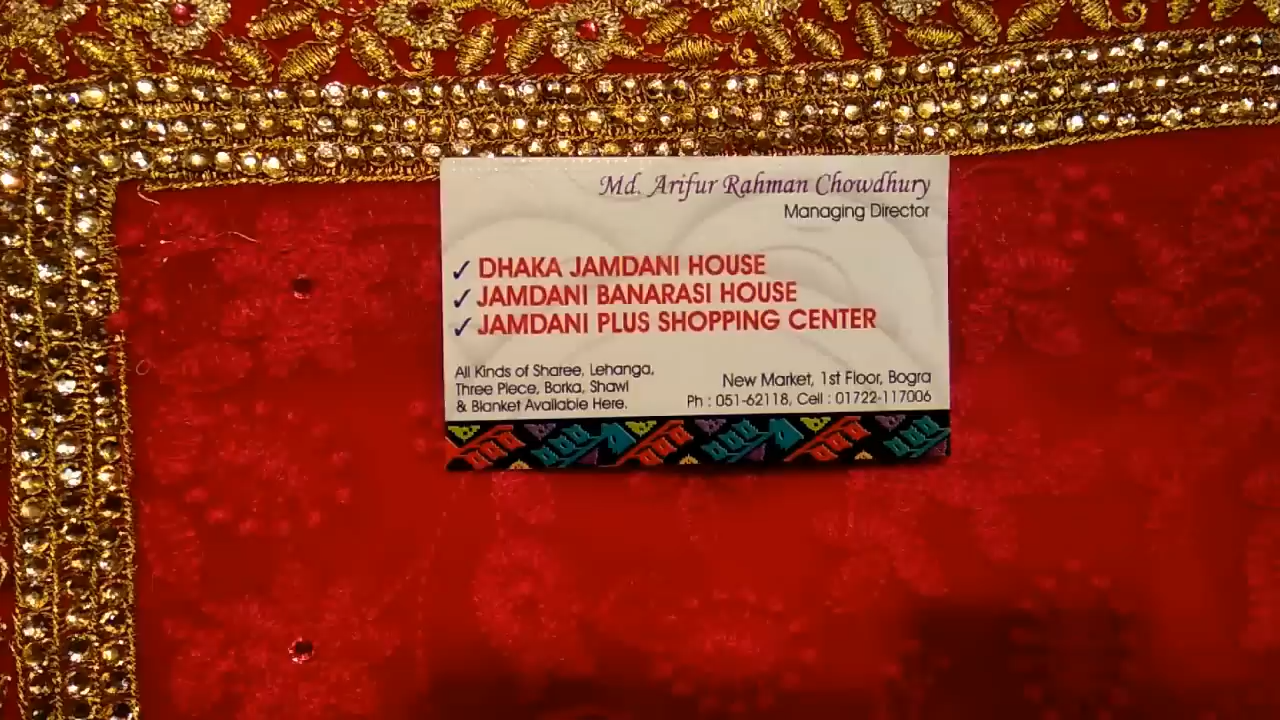 Md. Arifur Rahman Chowdhury
Managing Director
✓ DHAKA JAMDANI HOUSE
✓ JAMDANI BANARASI HOUSE
✓ JAMDANI PLUS SHOPPING CENTER
All Kinds of Sharee, Lehanga,
Three Piece, Borka, Shawl
& Blanket Available Here.
New Market, 1st Floor, Bogra
Ph : 051-62118, Cell : 01722-117006